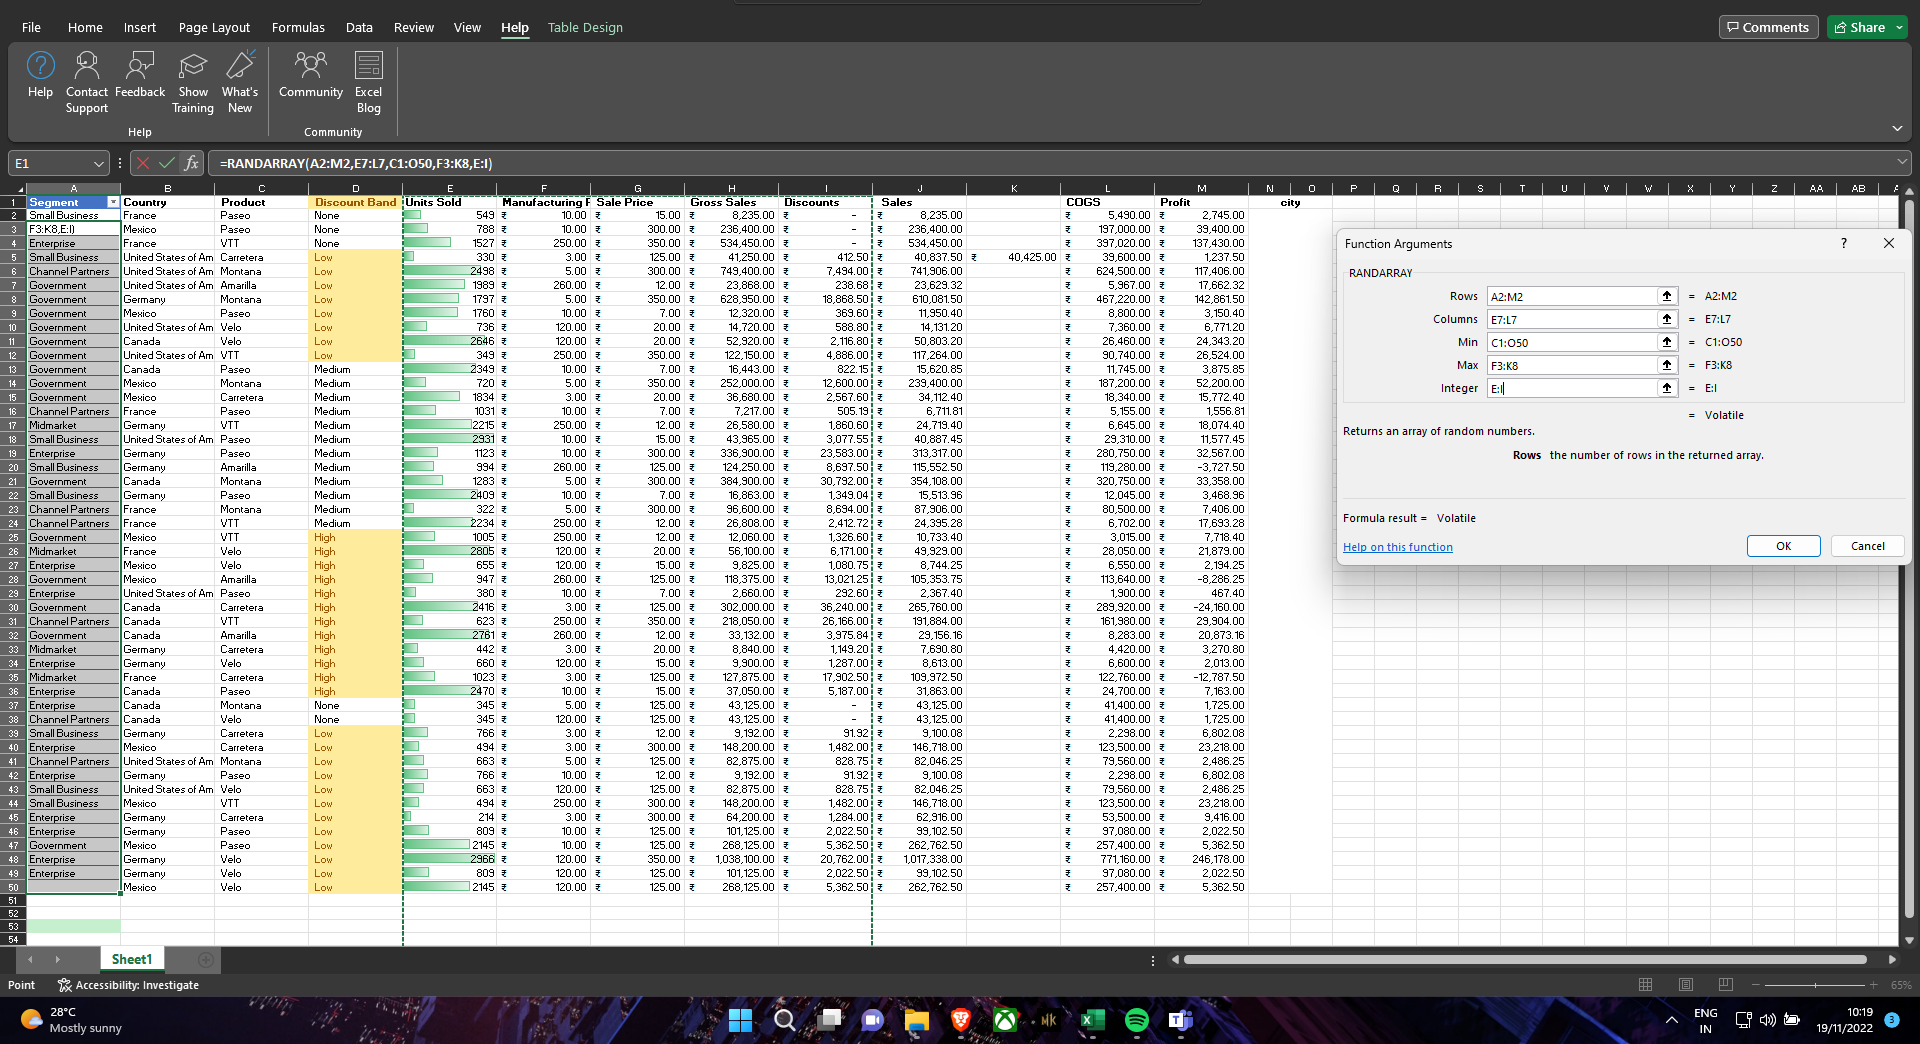 File Home Insert Page Layout Formulas Data Review View Help Table Design
Comments Share
Help Contact Support Feedback Show Training What's New Community Excel Blog
Help Community
E1 fx =RANDARRAY(A2:M2,E7:L7,C1:O50,F3:K8,E:I)
A B C D E F G H I J K L M N O P Q R S T U V W X Y Z AA AB
1 Segment Country Product Discount Band Units Sold Manufacturing P Sale Price Gross Sales Discounts Sales COGS Profit city
2 Small Business France Paseo None 549 ₹ 10.00 ₹ 15.00 ₹ 8,235.00 ₹ - ₹ 8,235.00 ₹ 5,490.00 ₹ 2,745.00
3 F3:K8,E:I) Mexico Paseo None 788 ₹ 10.00 ₹ 300.00 ₹ 236,400.00 ₹ - ₹ 236,400.00 ₹ 197,000.00 ₹ 39,400.00
4 Enterprise France VTT None 1527 ₹ 250.00 ₹ 350.00 ₹ 534,450.00 ₹ - ₹ 534,450.00 ₹ 397,020.00 ₹ 137,430.00
5 Small Business United States of Am Carretera Low 330 ₹ 3.00 ₹ 125.00 ₹ 41,250.00 ₹ 412.50 ₹ 40,837.50 ₹ 40,425.00 ₹ 39,600.00 ₹ 1,237.50
6 Channel Partners United States of Am Montana Low 2498 ₹ 5.00 ₹ 300.00 ₹ 749,400.00 ₹ 7,494.00 ₹ 741,906.00 ₹ 624,500.00 ₹ 117,406.00
7 Government United States of Am Amarilla Low 1989 ₹ 260.00 ₹ 12.00 ₹ 23,868.00 ₹ 238.68 ₹ 23,629.32 ₹ 5,967.00 ₹ 17,662.32
8 Government Germany Montana Low 1797 ₹ 5.00 ₹ 350.00 ₹ 628,950.00 ₹ 18,868.50 ₹ 610,081.50 ₹ 467,220.00 ₹ 142,861.50
9 Government Mexico Paseo Low 1760 ₹ 10.00 ₹ 7.00 ₹ 12,320.00 ₹ 369.60 ₹ 11,950.40 ₹ 8,800.00 ₹ 3,150.40
10 Government United States of Am Velo Low 736 ₹ 120.00 ₹ 20.00 ₹ 14,720.00 ₹ 588.80 ₹ 14,131.20 ₹ 7,360.00 ₹ 6,771.20
11 Government Canada Velo Low 2646 ₹ 120.00 ₹ 20.00 ₹ 52,920.00 ₹ 2,116.80 ₹ 50,803.20 ₹ 26,460.00 ₹ 24,343.20
12 Government United States of Am VTT Low 349 ₹ 250.00 ₹ 350.00 ₹ 122,150.00 ₹ 4,886.00 ₹ 117,264.00 ₹ 90,740.00 ₹ 26,524.00
13 Government Canada Paseo Medium 2349 ₹ 10.00 ₹ 7.00 ₹ 16,443.00 ₹ 822.15 ₹ 15,620.85 ₹ 11,745.00 ₹ 3,875.85
14 Government Mexico Montana Medium 720 ₹ 5.00 ₹ 350.00 ₹ 252,000.00 ₹ 12,600.00 ₹ 239,400.00 ₹ 187,200.00 ₹ 52,200.00
15 Government Mexico Carretera Medium 1834 ₹ 3.00 ₹ 20.00 ₹ 36,680.00 ₹ 2,567.60 ₹ 34,112.40 ₹ 18,340.00 ₹ 15,772.40
16 Channel Partners France Paseo Medium 1031 ₹ 10.00 ₹ 7.00 ₹ 7,217.00 ₹ 505.19 ₹ 6,711.81 ₹ 5,155.00 ₹ 1,556.81
17 Midmarket Germany VTT Medium 2215 ₹ 250.00 ₹ 12.00 ₹ 26,580.00 ₹ 1,860.60 ₹ 24,719.40 ₹ 6,645.00 ₹ 18,074.40
18 Small Business United States of Am Paseo Medium 2931 ₹ 10.00 ₹ 15.00 ₹ 43,965.00 ₹ 3,077.55 ₹ 40,887.45 ₹ 29,310.00 ₹ 11,577.45
19 Enterprise Germany Paseo Medium 1123 ₹ 10.00 ₹ 300.00 ₹ 336,900.00 ₹ 23,583.00 ₹ 313,317.00 ₹ 280,750.00 ₹ 32,567.00
20 Small Business Germany Amarilla Medium 994 ₹ 260.00 ₹ 125.00 ₹ 124,250.00 ₹ 8,697.50 ₹ 115,552.50 ₹ 119,280.00 ₹ -3,727.50
21 Government Canada Montana Medium 1283 ₹ 5.00 ₹ 300.00 ₹ 384,900.00 ₹ 30,792.00 ₹ 354,108.00 ₹ 320,750.00 ₹ 33,358.00
22 Small Business Germany Paseo Medium 2409 ₹ 10.00 ₹ 7.00 ₹ 16,863.00 ₹ 1,349.04 ₹ 15,513.96 ₹ 12,045.00 ₹ 3,468.96
23 Channel Partners France Montana Medium 322 ₹ 5.00 ₹ 300.00 ₹ 96,600.00 ₹ 8,694.00 ₹ 87,906.00 ₹ 80,500.00 ₹ 7,406.00
24 Channel Partners France VTT Medium 2234 ₹ 250.00 ₹ 12.00 ₹ 26,808.00 ₹ 2,412.72 ₹ 24,395.28 ₹ 6,702.00 ₹ 17,693.28
25 Government Mexico VTT High 1005 ₹ 250.00 ₹ 12.00 ₹ 12,060.00 ₹ 1,326.60 ₹ 10,733.40 ₹ 3,015.00 ₹ 7,718.40
26 Midmarket France Velo High 2805 ₹ 120.00 ₹ 20.00 ₹ 56,100.00 ₹ 6,171.00 ₹ 49,929.00 ₹ 28,050.00 ₹ 21,879.00
27 Enterprise Mexico Velo High 655 ₹ 120.00 ₹ 15.00 ₹ 9,825.00 ₹ 1,080.75 ₹ 8,744.25 ₹ 6,550.00 ₹ 2,194.25
28 Government Mexico Amarilla High 947 ₹ 260.00 ₹ 125.00 ₹ 118,375.00 ₹ 13,021.25 ₹ 105,353.75 ₹ 113,640.00 ₹ -8,286.25
29 Enterprise United States of Am Paseo High 380 ₹ 10.00 ₹ 7.00 ₹ 2,660.00 ₹ 292.60 ₹ 2,367.40 ₹ 1,900.00 ₹ 467.40
30 Government Canada Carretera High 2416 ₹ 3.00 ₹ 125.00 ₹ 302,000.00 ₹ 36,240.00 ₹ 265,760.00 ₹ 289,920.00 ₹ -24,160.00
31 Channel Partners Canada VTT High 623 ₹ 250.00 ₹ 350.00 ₹ 218,050.00 ₹ 26,166.00 ₹ 191,884.00 ₹ 161,980.00 ₹ 29,904.00
32 Government Canada Amarilla High 2761 ₹ 260.00 ₹ 12.00 ₹ 33,132.00 ₹ 3,975.84 ₹ 29,156.16 ₹ 8,283.00 ₹ 20,873.16
33 Midmarket Germany Carretera High 442 ₹ 3.00 ₹ 20.00 ₹ 8,840.00 ₹ 1,149.20 ₹ 7,690.80 ₹ 4,420.00 ₹ 3,270.80
34 Enterprise Germany Velo High 660 ₹ 120.00 ₹ 15.00 ₹ 9,900.00 ₹ 1,287.00 ₹ 8,613.00 ₹ 6,600.00 ₹ 2,013.00
35 Midmarket France Carretera High 1023 ₹ 3.00 ₹ 125.00 ₹ 127,875.00 ₹ 17,902.50 ₹ 109,972.50 ₹ 122,760.00 ₹ -12,787.50
36 Enterprise Canada Paseo High 2470 ₹ 10.00 ₹ 15.00 ₹ 37,050.00 ₹ 5,187.00 ₹ 31,863.00 ₹ 24,700.00 ₹ 7,163.00
37 Enterprise Canada Montana None 345 ₹ 5.00 ₹ 125.00 ₹ 43,125.00 ₹ - ₹ 43,125.00 ₹ 41,400.00 ₹ 1,725.00
38 Channel Partners Canada Velo None 345 ₹ 120.00 ₹ 125.00 ₹ 43,125.00 ₹ - ₹ 43,125.00 ₹ 41,400.00 ₹ 1,725.00
39 Small Business Germany Carretera Low 766 ₹ 3.00 ₹ 12.00 ₹ 9,192.00 ₹ 91.92 ₹ 9,100.08 ₹ 2,298.00 ₹ 6,802.08
40 Enterprise Mexico Carretera Low 494 ₹ 3.00 ₹ 300.00 ₹ 148,200.00 ₹ 1,482.00 ₹ 146,718.00 ₹ 123,500.00 ₹ 23,218.00
41 Channel Partners United States of Am Montana Low 663 ₹ 5.00 ₹ 125.00 ₹ 82,875.00 ₹ 828.75 ₹ 82,046.25 ₹ 79,560.00 ₹ 2,486.25
42 Enterprise Germany Paseo Low 766 ₹ 10.00 ₹ 12.00 ₹ 9,192.00 ₹ 91.92 ₹ 9,100.08 ₹ 2,298.00 ₹ 6,802.08
43 Small Business United States of Am Velo Low 663 ₹ 120.00 ₹ 125.00 ₹ 82,875.00 ₹ 828.75 ₹ 82,046.25 ₹ 79,560.00 ₹ 2,486.25
44 Small Business Mexico VTT Low 494 ₹ 250.00 ₹ 300.00 ₹ 148,200.00 ₹ 1,482.00 ₹ 146,718.00 ₹ 123,500.00 ₹ 23,218.00
45 Enterprise Germany Carretera Low 214 ₹ 3.00 ₹ 300.00 ₹ 64,200.00 ₹ 1,284.00 ₹ 62,916.00 ₹ 53,500.00 ₹ 9,416.00
46 Enterprise Germany Paseo Low 809 ₹ 10.00 ₹ 125.00 ₹ 101,125.00 ₹ 2,022.50 ₹ 99,102.50 ₹ 97,080.00 ₹ 2,022.50
47 Government Mexico Paseo Low 2145 ₹ 10.00 ₹ 125.00 ₹ 268,125.00 ₹ 5,362.50 ₹ 262,762.50 ₹ 257,400.00 ₹ 5,362.50
48 Enterprise Germany Velo Low 2966 ₹ 120.00 ₹ 350.00 ₹ 1,038,100.00 ₹ 20,762.00 ₹ 1,017,338.00 ₹ 771,160.00 ₹ 246,178.00
49 Enterprise Germany Velo Low 809 ₹ 120.00 ₹ 125.00 ₹ 101,125.00 ₹ 2,022.50 ₹ 99,102.50 ₹ 97,080.00 ₹ 2,022.50
50 Mexico Velo Low 2145 ₹ 120.00 ₹ 125.00 ₹ 268,125.00 ₹ 5,362.50 ₹ 262,762.50 ₹ 257,400.00 ₹ 5,362.50
51
52
53
54
Function Arguments ?
RANDARRAY
Rows A2:M2 = A2:M2
Columns E7:L7 = E7:L7
Min C1:O50 = C1:O50
Max F3:K8 = F3:K8
Integer E:I = E:I
= Volatile
Returns an array of random numbers.
Rows the number of rows in the returned array.
Formula result = Volatile
Help on this function OK Cancel
Sheet1
Point Accessibility: Investigate 65%
28°C
Mostly sunny
MK
ENG
IN
10:19
19/11/2022
3